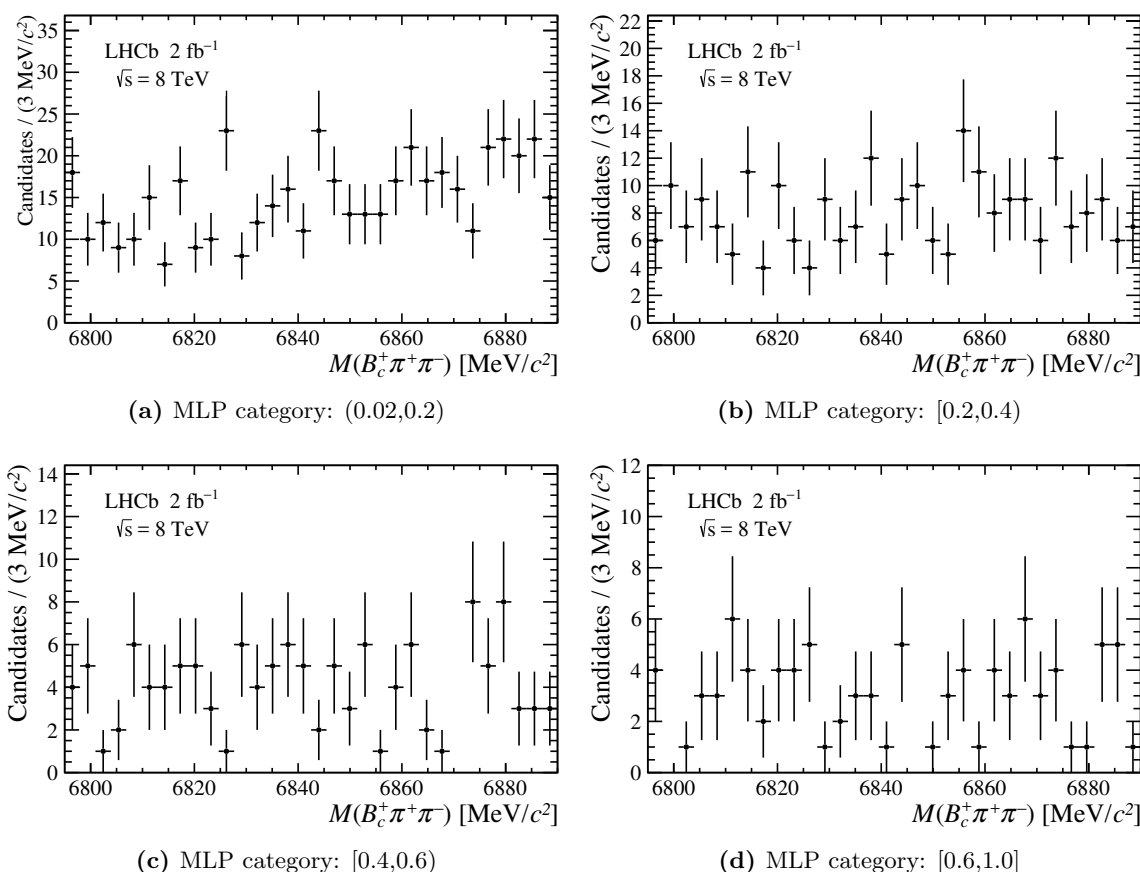 Candidates / (3 MeV/c²)
35
30
25
20
15
10
5
0
LHCb 2 fb⁻¹
√s = 8 TeV
6800 6820 6840 6860 6880
M(B_c⁺π⁺π⁻) [MeV/c²]
(a) MLP category: (0.02,0.2)
Candidates / (3 MeV/c²)
22
20
18
16
14
12
10
8
6
4
2
0
LHCb 2 fb⁻¹
√s = 8 TeV
6800 6820 6840 6860 6880
M(B_c⁺π⁺π⁻) [MeV/c²]
(b) MLP category: [0.2,0.4)
Candidates / (3 MeV/c²)
14
12
10
8
6
4
2
0
LHCb 2 fb⁻¹
√s = 8 TeV
6800 6820 6840 6860 6880
M(B_c⁺π⁺π⁻) [MeV/c²]
(c) MLP category: [0.4,0.6)
Candidates / (3 MeV/c²)
12
10
8
6
4
2
0
LHCb 2 fb⁻¹
√s = 8 TeV
6800 6820 6840 6860 6880
M(B_c⁺π⁺π⁻) [MeV/c²]
(d) MLP category: [0.6,1.0]